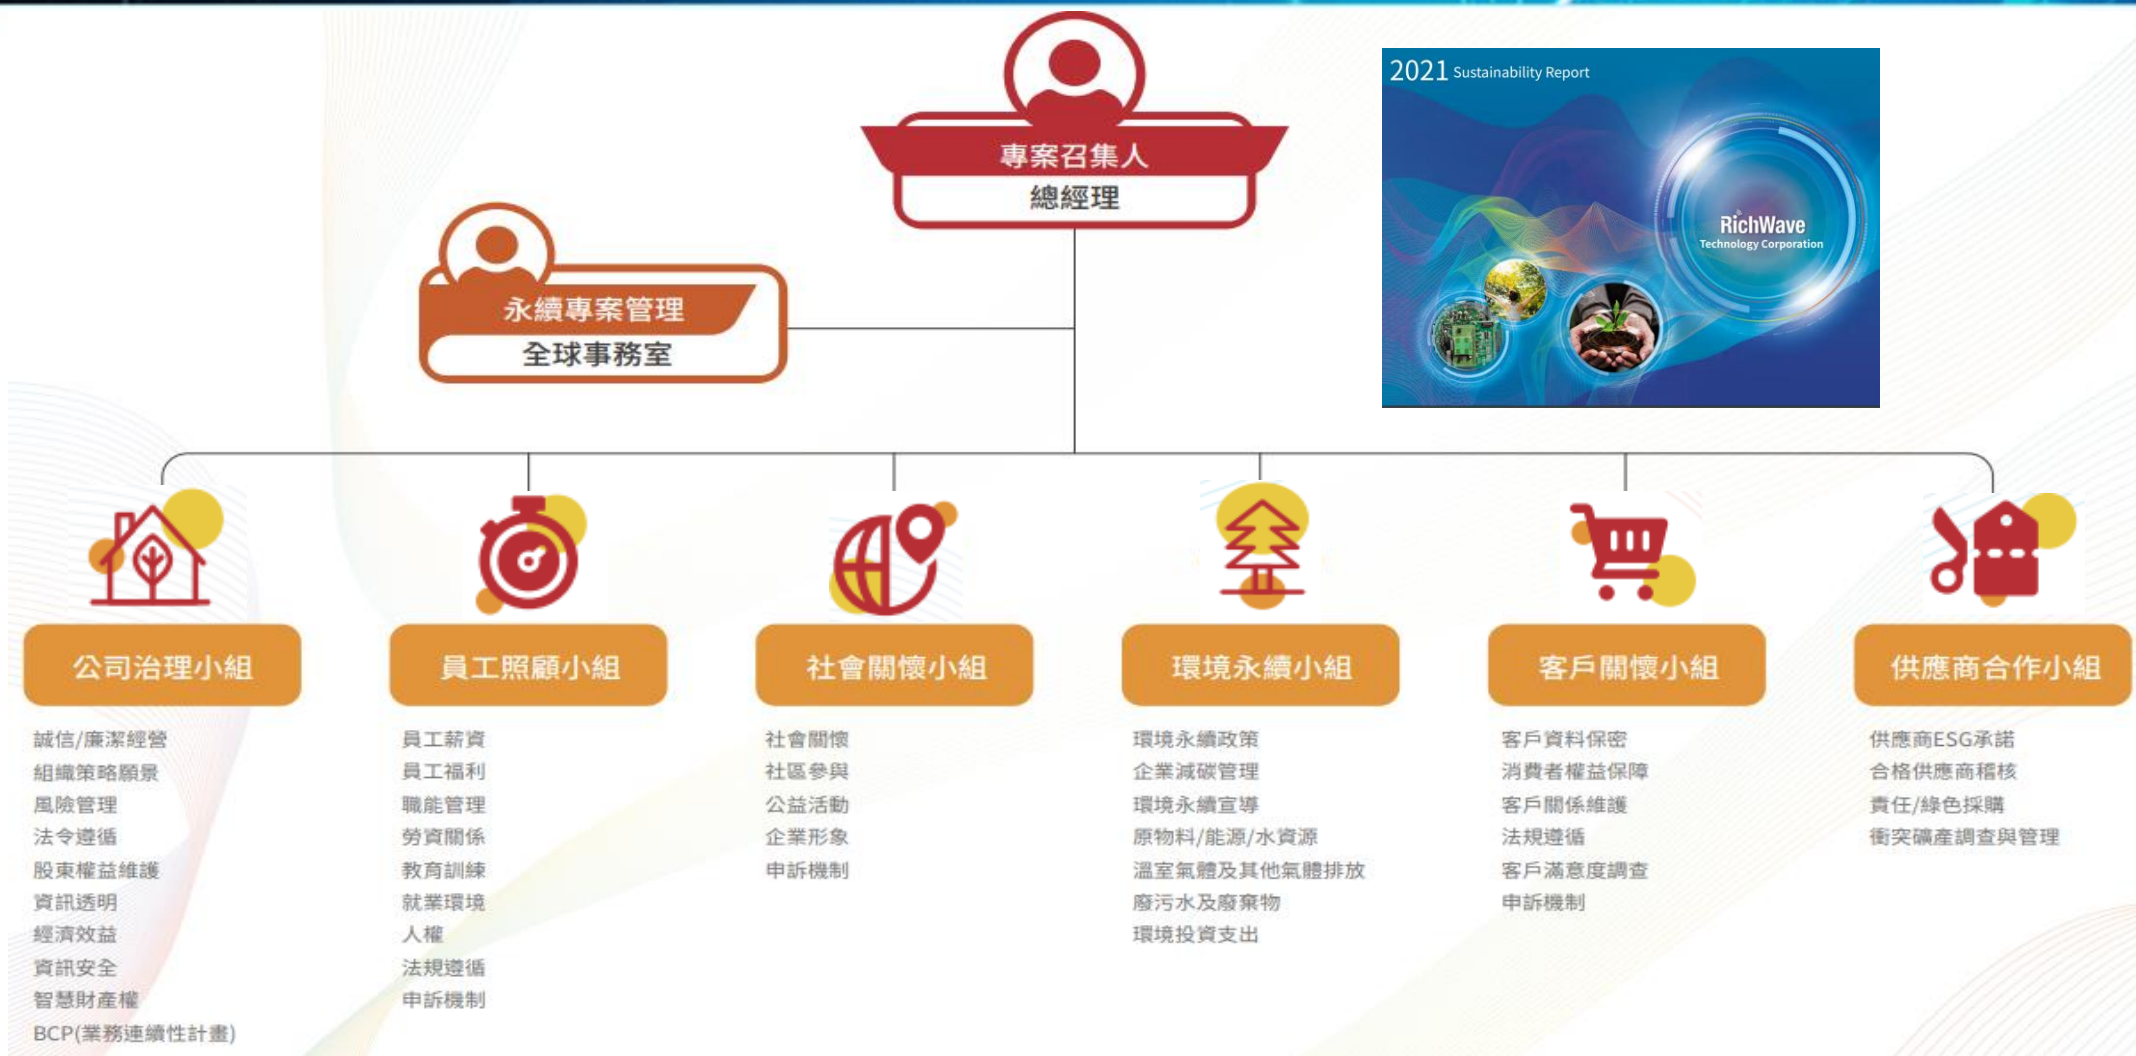 2021 Sustainability Report
RichWave
Technology Corporation
專案召集人
總經理
永續專案管理
全球事務室
公司治理小組
誠信/廉潔經營
組織策略願景
風險管理
法令遵循
股東權益維護
資訊透明
經濟效益
資訊安全
智慧財產權
BCP(業務連續性計畫)
員工照顧小組
員工薪資
員工福利
職能管理
勞資關係
教育訓練
就業環境
人權
法規遵循
申訴機制
社會關懷小組
社會關懷
社區參與
公益活動
企業形象
申訴機制
環境永續小組
環境永續政策
企業減碳管理
環境永續宣導
原物料/能源/水資源
溫室氣體及其他氣體排放
廢污水及廢棄物
環境投資支出
客戶關懷小組
客戶資料保密
消費者權益保障
客戶關係維護
法規遵循
客戶滿意度調查
申訴機制
供應商合作小組
供應商ESG承諾
合格供應商稽核
責任/綠色採購
衝突礦產調查與管理